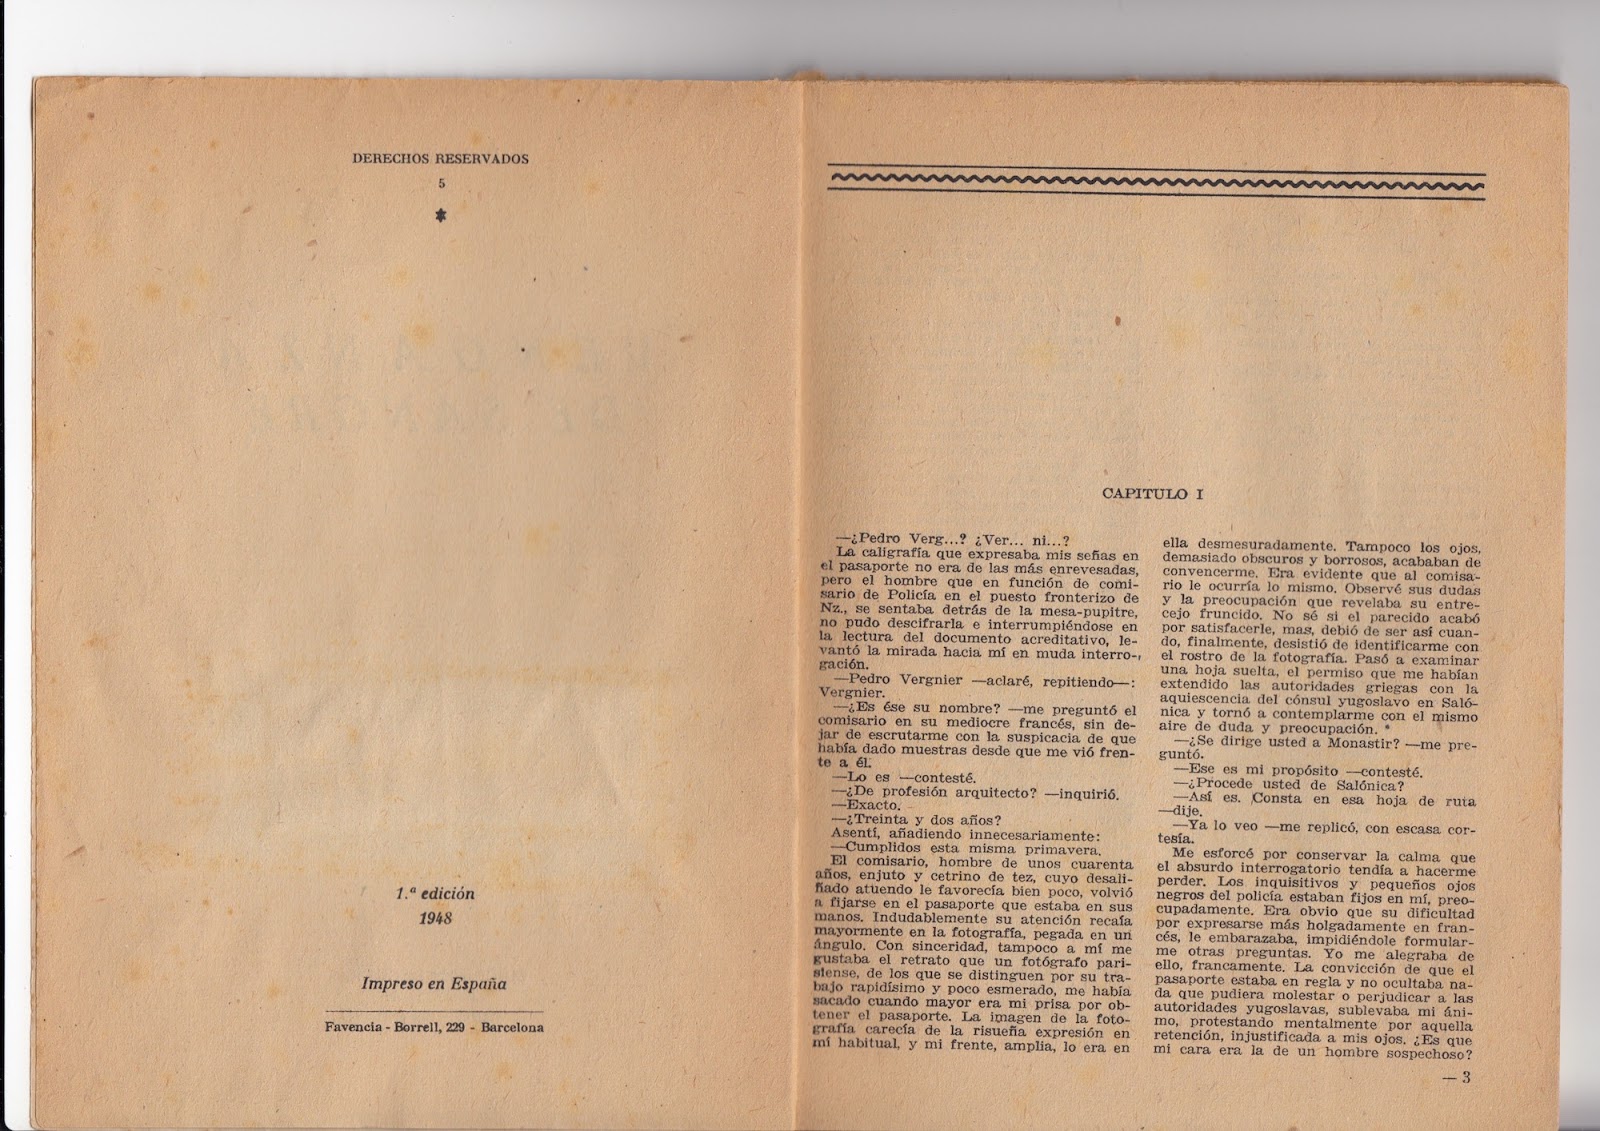 DERECHOS RESERVADOS
5
*
1.ª edición
1948
Impreso en España
Favencia - Borrell, 229 - Barcelona
CAPITULO I
—¿Pedro Verg...? ¿Ver... ni...?
La caligrafía que expresaba mis señas en
el pasaporte no era de las más enrevesadas,
pero el hombre que en función de comi-
sario de Policía en el puesto fronterizo de
Nz., se sentaba detrás de la mesa-pupitre,
no pudo descifrarla e interrumpiéndose en
la lectura del documento acreditativo, le-
vantó la mirada hacia mí en muda interro-,
gación.
—Pedro Vergnier —aclaré, repitiendo—:
Vergnier.
—¿Es ése su nombre? —me preguntó el
comisario en su mediocre francés, sin de-
jar de escrutarme con la suspicacia de que
había dado muestras desde que me vió fren-
te a él.
—Lo es —contesté.
—¿De profesión arquitecto? —inquirió.
—Exacto.
—¿Treinta y dos años?
Asentí, añadiendo innecesariamente:
—Cumplidos esta misma primavera.
El comisario, hombre de unos cuarenta
años, enjuto y cetrino de tez, cuyo desali-
ñado atuendo le favorecía bien poco, volvió
a fijarse en el pasaporte que estaba en sus
manos. Indudablemente su atención recaía
mayormente en la fotografía, pegada en un
ángulo. Con sinceridad, tampoco a mí me
gustaba el retrato que un fotógrafo pari-
siense, de los que se distinguen por su tra-
bajo rapidísimo y poco esmerado, me había
sacado cuando mayor era mi prisa por ob-
tener el pasaporte. La imagen de la foto-
grafía carecía de la risueña expresión en
mí habitual, y mi frente, amplia, lo era en
ella desmesuradamente. Tampoco los ojos,
demasiado obscuros y borrosos, acababan de
convencerme. Era evidente que al comisa-
rio le ocurría lo mismo. Observé sus dudas
y la preocupación que revelaba su entre-
cejo fruncido. No sé si el parecido acabó
por satisfacerle, mas, debió de ser así cuan-
do, finalmente, desistió de identificarme con
el rostro de la fotografía. Pasó a examinar
una hoja suelta, el permiso que me habían
extendido las autoridades griegas con la
aquiescencia del cónsul yugoslavo en Saló-
nica y tornó a contemplarme con el mismo
aire de duda y preocupación.
—¿Se dirige usted a Monastir? —me pre-
guntó.
—Ese es mi propósito —contesté.
—¿Procede usted de Salónica?
—Así es. Consta en esa hoja de ruta
—dije.
—Ya lo veo —me replicó, con escasa cor-
tesía.
Me esforcé por conservar la calma que
el absurdo interrogatorio tendía a hacerme
perder. Los inquisitivos y pequeños ojos
negros del policía estaban fijos en mí, preo-
cupadamente. Era obvio que su dificultad
por expresarse más holgadamente en fran-
cés, le embarazaba, impidiéndole formular-
me otras preguntas. Yo me alegraba de
ello, francamente. La convicción de que el
pasaporte estaba en regla y no ocultaba na-
da que pudiera molestar o perjudicar a las
autoridades yugoslavas, sublevaba mi áni-
mo, protestando mentalmente por aquella
retención, injustificada a mis ojos. ¿Es que
mi cara era la de un hombre sospechoso?
— 3